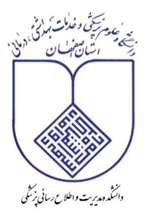 دانشگاه علوم پزشکی و خدمات بهداشتی، درمانی
استان اصفهان
دانشکده مدیریت و اطلاع رسانی پزشکی